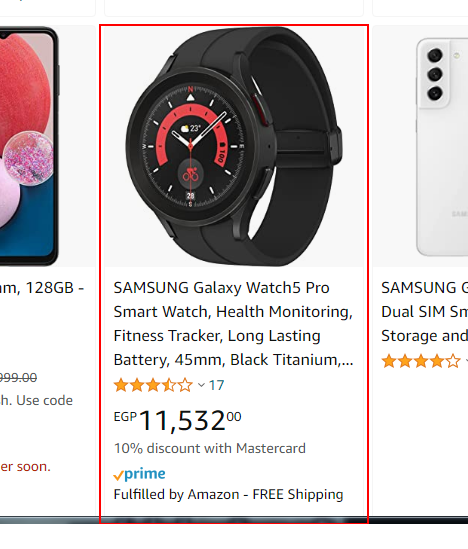 SAMSUNG Galaxy Watch5 Pro
Smart Watch, Health Monitoring,
Fitness Tracker, Long Lasting
Battery, 45mm, Black Titanium,...
17
EGP 11,532 00
10% discount with Mastercard
prime
Fulfilled by Amazon - FREE Shipping
23°
100
28
m, 128GB -
999.00
h. Use code
er soon.
SAMSUNG G
Dual SIM Sm
Storage and